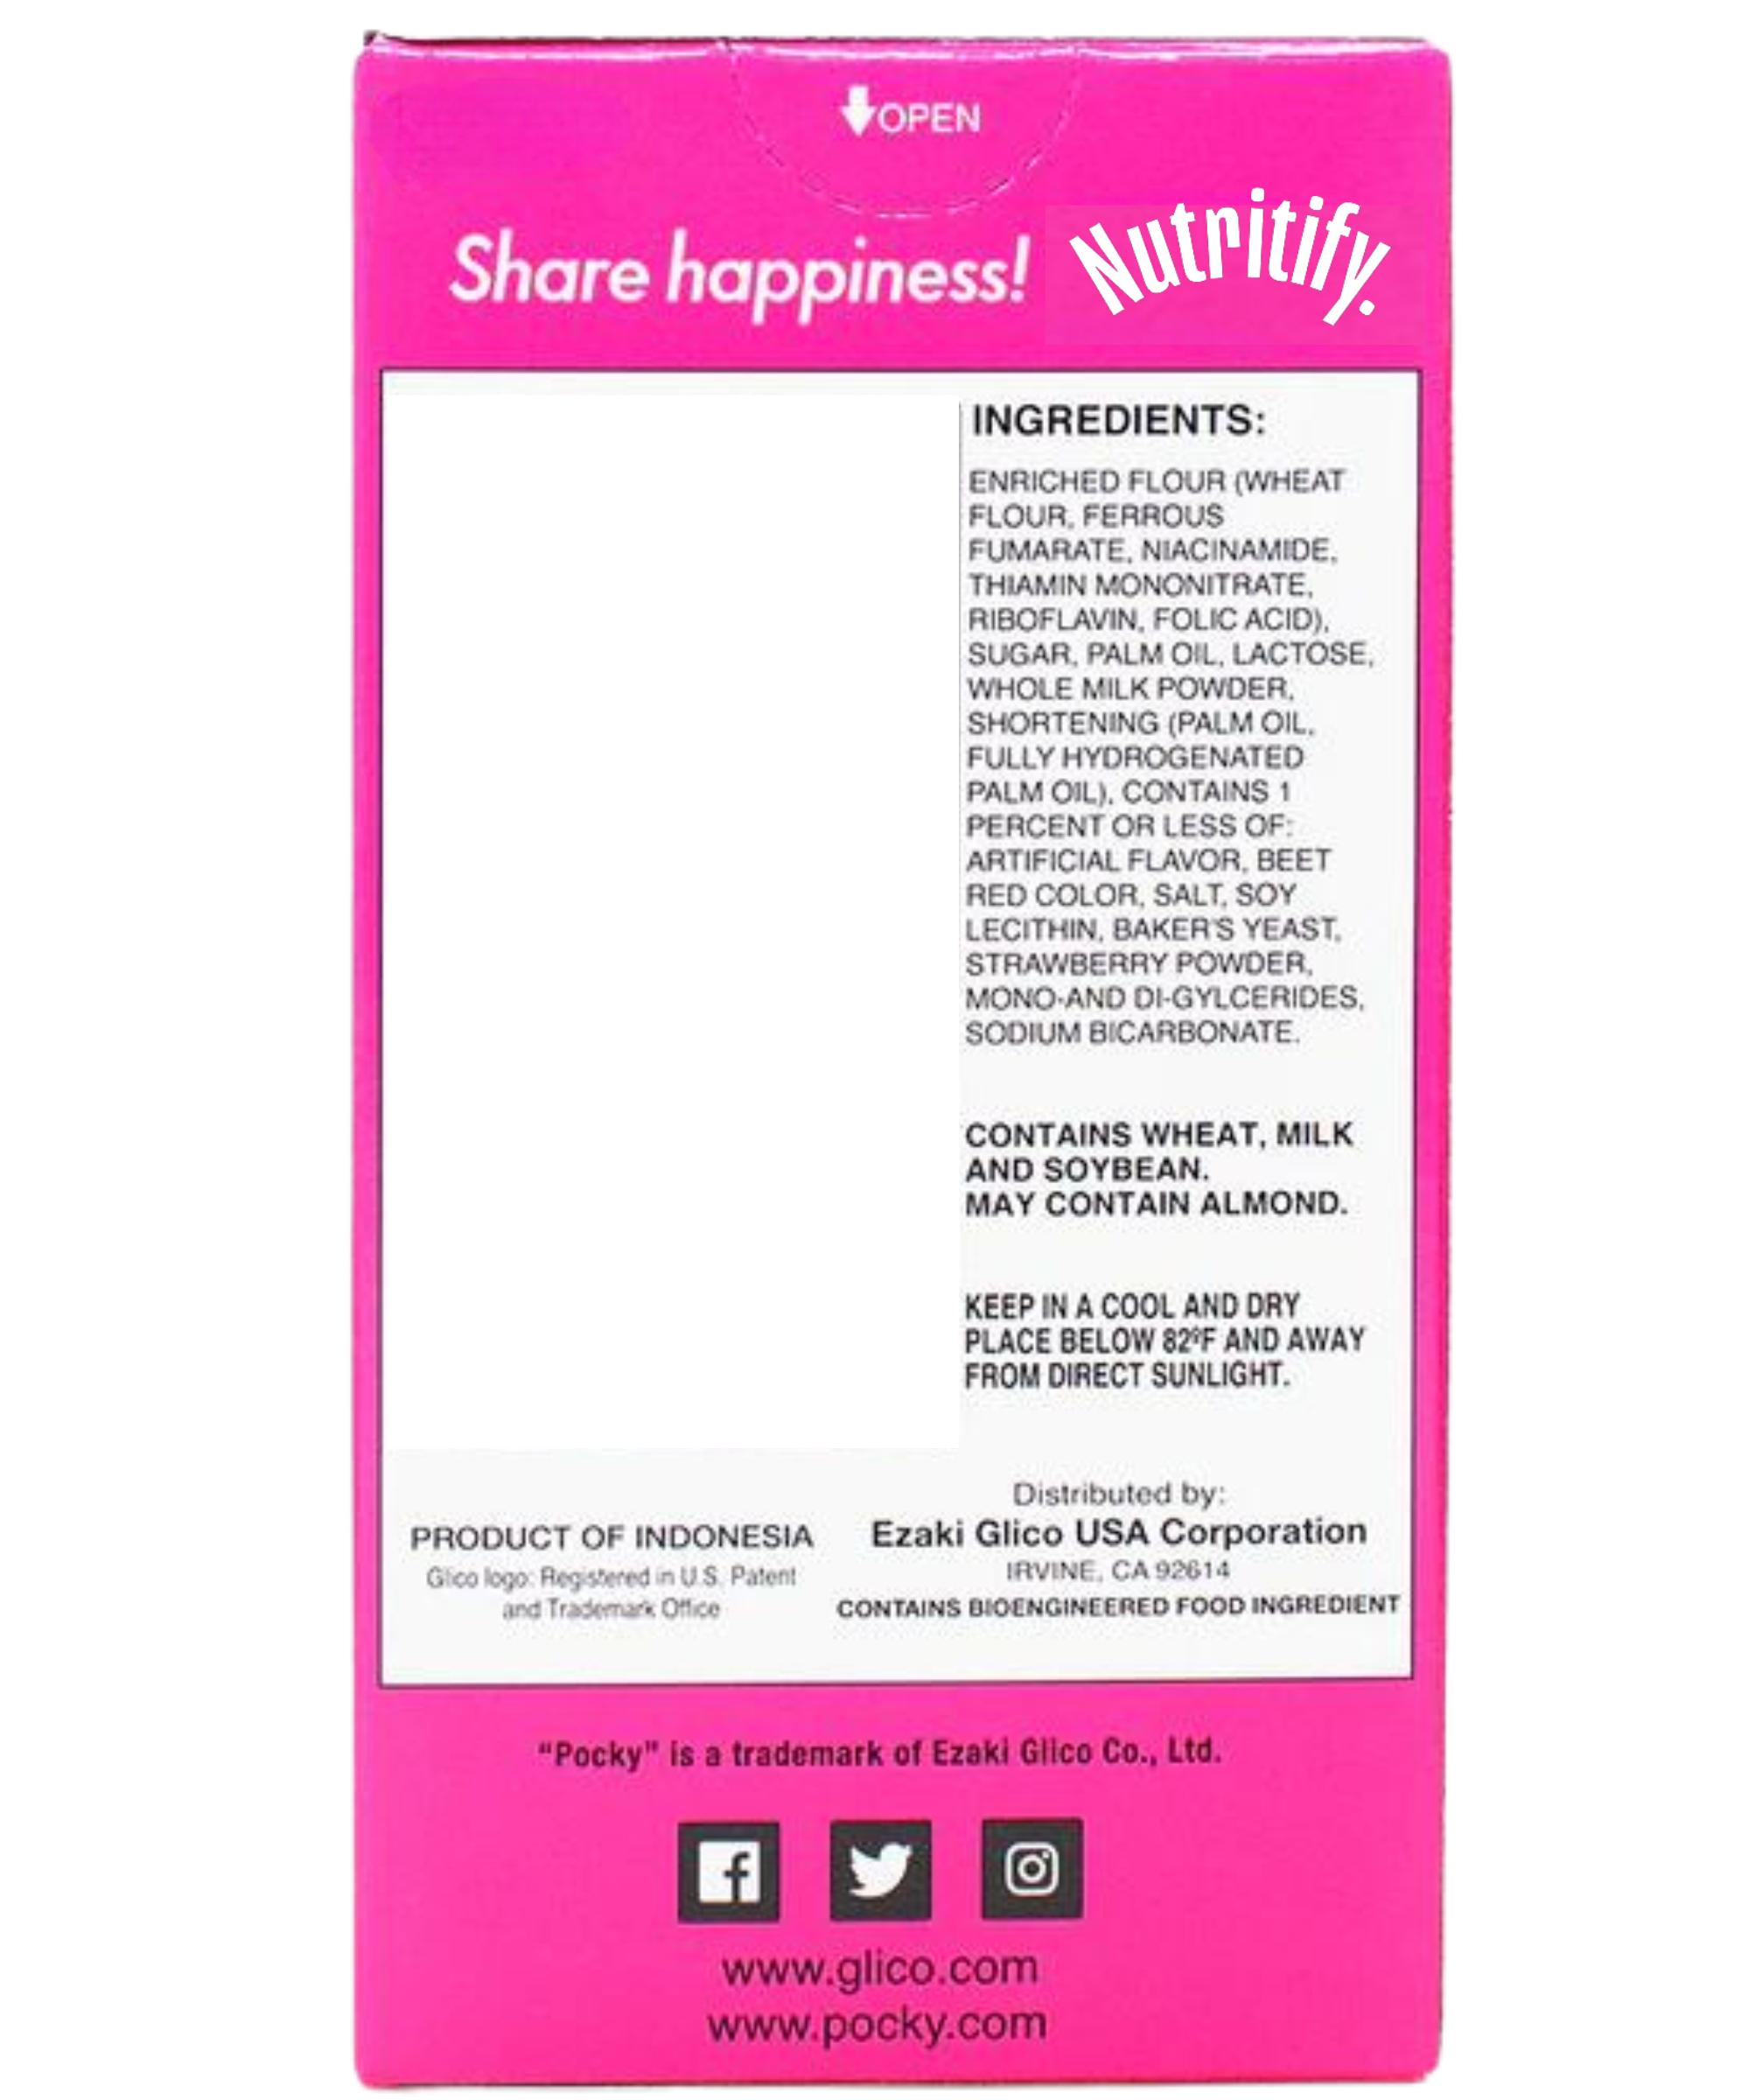 OPEN
Share happiness!
Nutritify.
INGREDIENTS:
ENRICHED FLOUR (WHEAT
FLOUR, FERROUS
FUMARATE, NIACINAMIDE,
THIAMIN MONONITRATE,
RIBOFLAVIN, FOLIC ACID),
SUGAR, PALM OIL, LACTOSE,
WHOLE MILK POWDER,
SHORTENING (PALM OIL,
FULLY HYDROGENATED
PALM OIL), CONTAINS 1
PERCENT OR LESS OF:
ARTIFICIAL FLAVOR, BEET
RED COLOR, SALT, SOY
LECITHIN, BAKER'S YEAST,
STRAWBERRY POWDER,
MONO-AND DI-GYLCERIDES,
SODIUM BICARBONATE.
CONTAINS WHEAT, MILK
AND SOYBEAN.
MAY CONTAIN ALMOND.
KEEP IN A COOL AND DRY
PLACE BELOW 82ºF AND AWAY
FROM DIRECT SUNLIGHT.
PRODUCT OF INDONESIA
Glico logo: Registered in U.S. Patent
and Trademark Office
Distributed by:
Ezaki Glico USA Corporation
IRVINE, CA 92614
CONTAINS BIOENGINEERED FOOD INGREDIENT
"Pocky" is a trademark of Ezaki Glico Co., Ltd.
www.glico.com
www.pocky.com